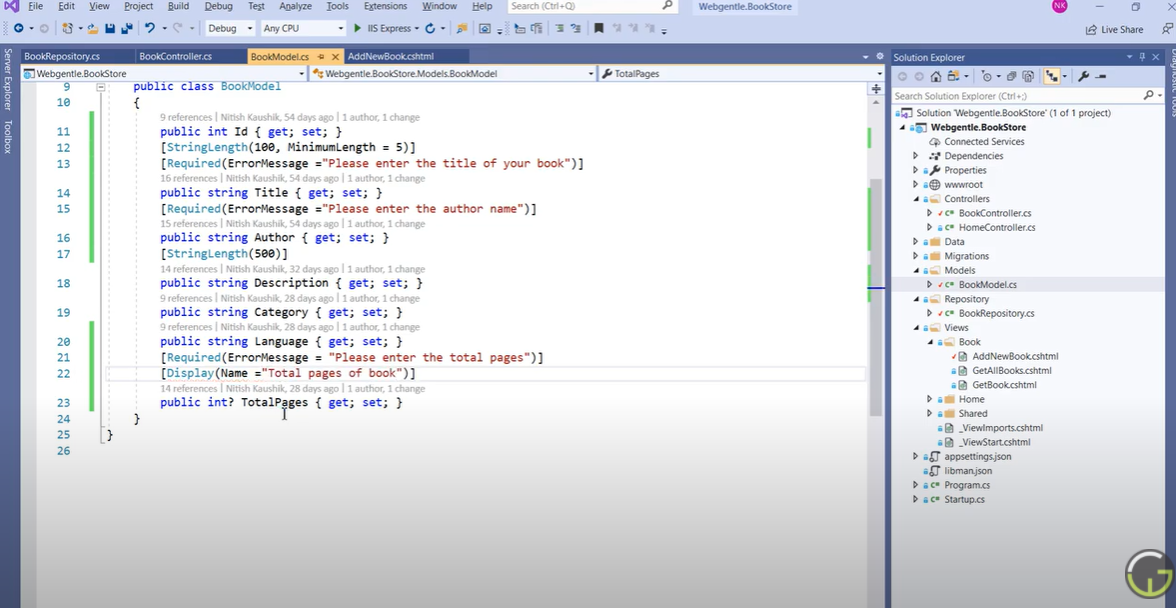 File Edit View Project Build Debug Test Analyze Tools Extensions Window Help Search (Ctrl+Q) Webgentle.BookStore NK
Debug Any CPU IIS Express Live Share
Server Explorer
Toolbox
BookRepository.cs BookController.cs BookModel.cs AddNewBook.cshtml
Webgentle.BookStore Webgentle.BookStore.Models.BookModel TotalPages
9 public class BookModel
10 {
9 references | Nitish Kaushik, 54 days ago | 1 author, 1 change
11 public int Id { get; set; }
12 [StringLength(100, MinimumLength = 5)]
13 [Required(ErrorMessage ="Please enter the title of your book")]
16 references | Nitish Kaushik, 54 days ago | 1 author, 1 change
14 public string Title { get; set; }
15 [Required(ErrorMessage ="Please enter the author name")]
15 references | Nitish Kaushik, 54 days ago | 1 author, 1 change
16 public string Author { get; set; }
17 [StringLength(500)]
14 references | Nitish Kaushik, 32 days ago | 1 author, 1 change
18 public string Description { get; set; }
9 references | Nitish Kaushik, 28 days ago | 1 author, 1 change
19 public string Category { get; set; }
9 references | Nitish Kaushik, 28 days ago | 1 author, 1 change
20 public string Language { get; set; }
21 [Required(ErrorMessage = "Please enter the total pages")]
22 [Display(Name ="Total pages of book")]
14 references | Nitish Kaushik, 28 days ago | 1 author, 1 change
23 public int? TotalPages { get; set; }
24 }
25 }
26
Solution Explorer
Search Solution Explorer (Ctrl+;)
Solution 'Webgentle.BookStore' (1 of 1 project)
Webgentle.BookStore
Connected Services
Dependencies
Properties
wwwroot
Controllers
C# BookController.cs
C# HomeController.cs
Data
Migrations
Models
C# BookModel.cs
Repository
C# BookRepository.cs
Views
Book
AddNewBook.cshtml
GetAllBooks.cshtml
GetBook.cshtml
Home
Shared
_ViewImports.cshtml
_ViewStart.cshtml
appsettings.json
libman.json
C# Program.cs
C# Startup.cs
Diagnostic Tools